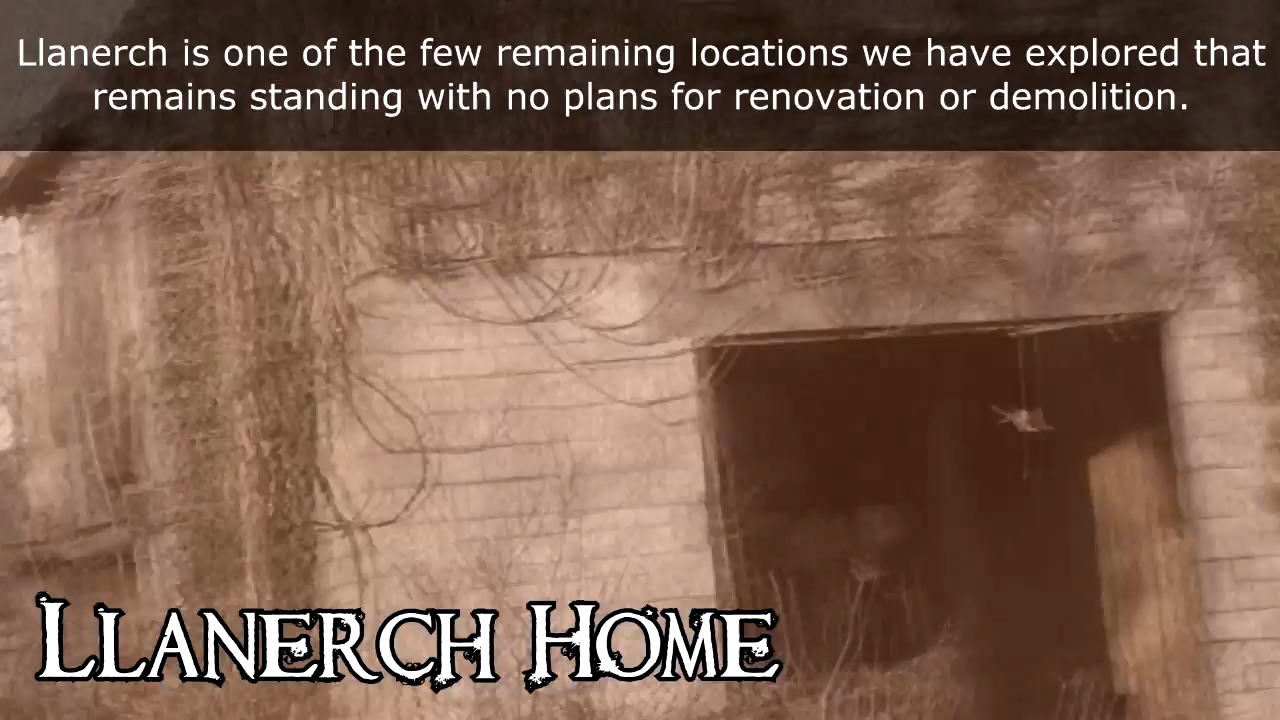 Llanerch is one of the few remaining locations we have explored that
remains standing with no plans for renovation or demolition.
Llanerch Home